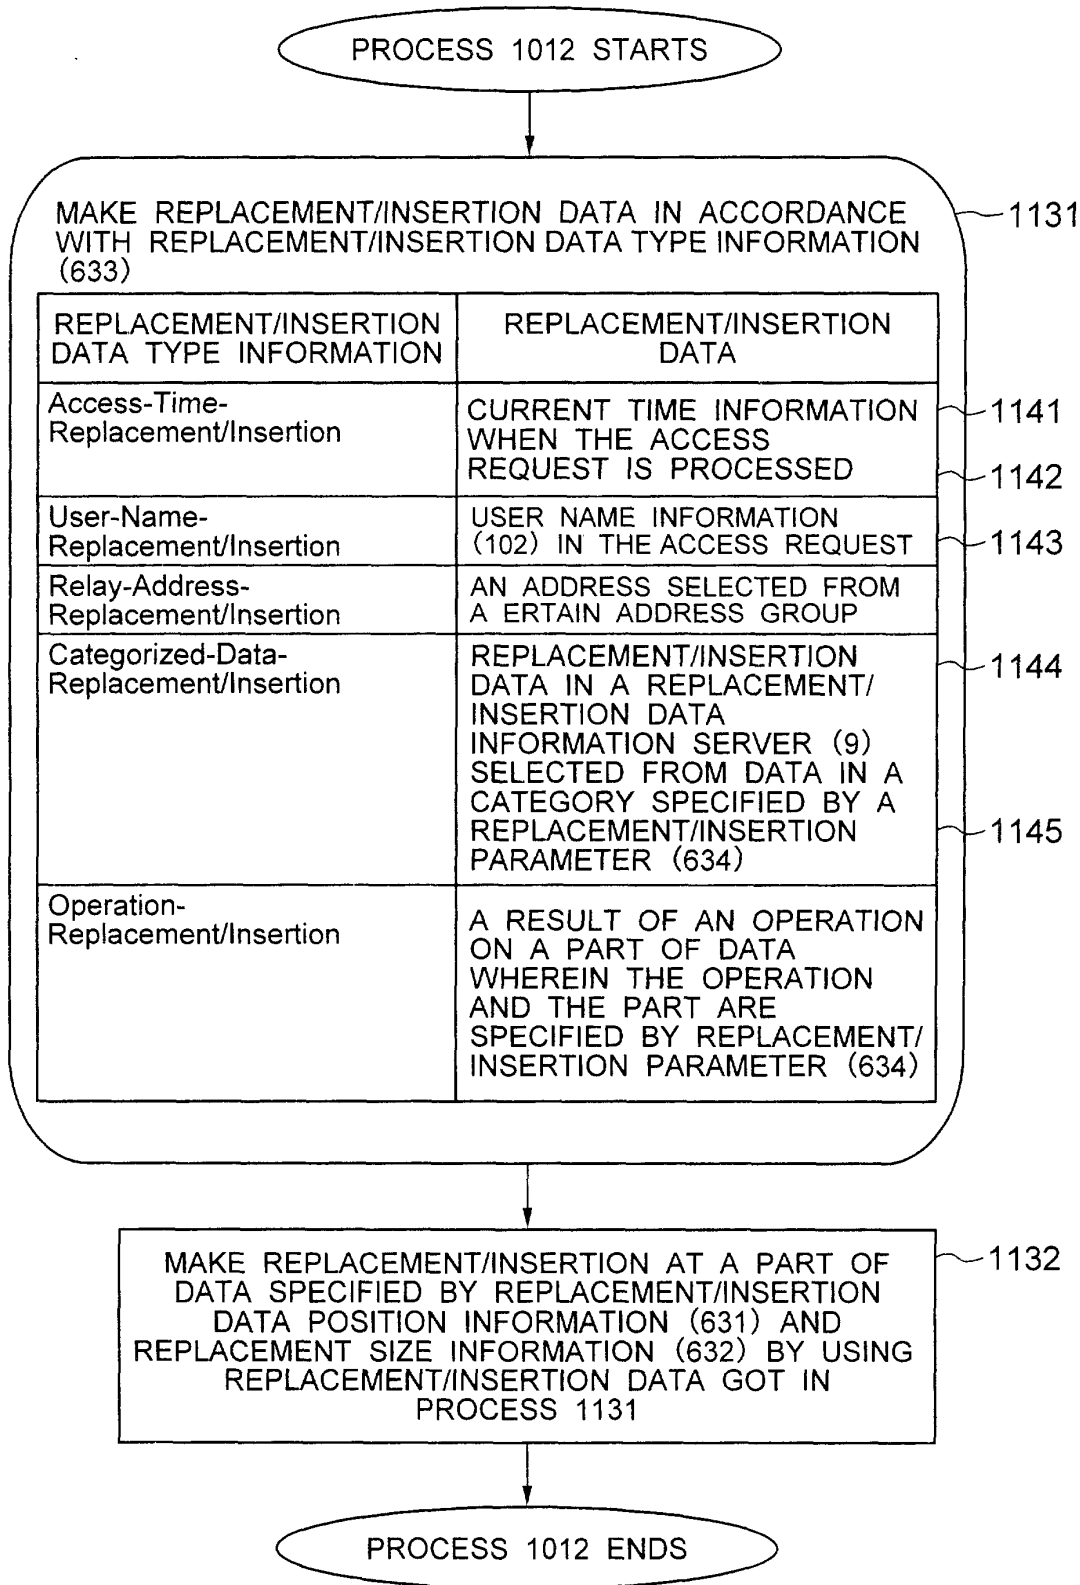 PROCESS 1012 STARTS
MAKE REPLACEMENT/INSERTION DATA IN ACCORDANCE
WITH REPLACEMENT/INSERTION DATA TYPE INFORMATION
(633)
1131
REPLACEMENT/INSERTION
DATA TYPE INFORMATION
REPLACEMENT/INSERTION
DATA
Access-Time-
Replacement/Insertion
CURRENT TIME INFORMATION
WHEN THE ACCESS
REQUEST IS PROCESSED
1141
1142
User-Name-
Replacement/Insertion
USER NAME INFORMATION
(102) IN THE ACCESS REQUEST
1143
Relay-Address-
Replacement/Insertion
AN ADDRESS SELECTED FROM
A ERTAIN ADDRESS GROUP
Categorized-Data-
Replacement/Insertion
REPLACEMENT/INSERTION
DATA IN A REPLACEMENT/
INSERTION DATA
INFORMATION SERVER (9)
SELECTED FROM DATA IN A
CATEGORY SPECIFIED BY A
REPLACEMENT/INSERTION
PARAMETER (634)
1144
1145
Operation-
Replacement/Insertion
A RESULT OF AN OPERATION
ON A PART OF DATA
WHEREIN THE OPERATION
AND THE PART ARE
SPECIFIED BY REPLACEMENT/
INSERTION PARAMETER (634)
MAKE REPLACEMENT/INSERTION AT A PART OF
DATA SPECIFIED BY REPLACEMENT/INSERTION
DATA POSITION INFORMATION (631) AND
REPLACEMENT SIZE INFORMATION (632) BY USING
REPLACEMENT/INSERTION DATA GOT IN
PROCESS 1131
1132
PROCESS 1012 ENDS